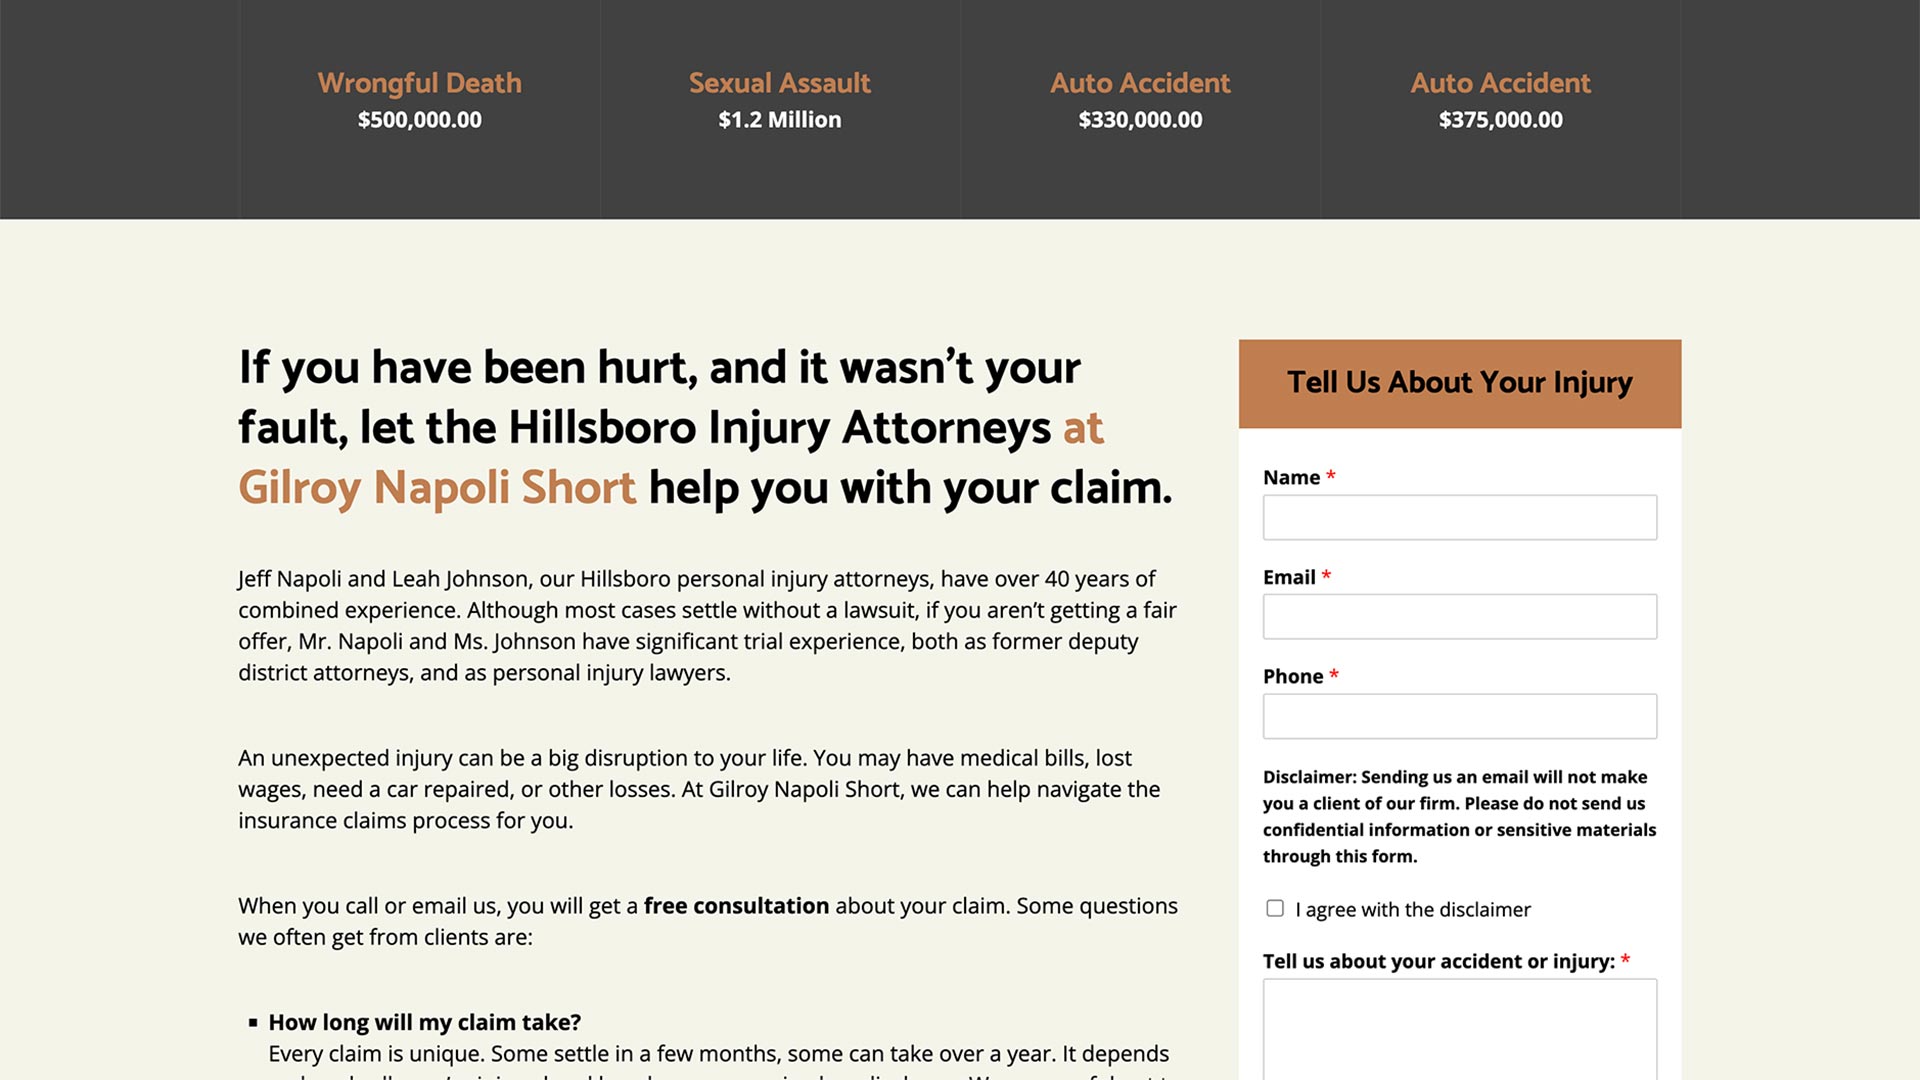 Wrongful Death
$500,000.00
Sexual Assault
$1.2 Million
Auto Accident
$330,000.00
Auto Accident
$375,000.00
If you have been hurt, and it wasn’t your
fault, let the Hillsboro Injury Attorneys at
Gilroy Napoli Short help you with your claim.
Jeff Napoli and Leah Johnson, our Hillsboro personal injury attorneys, have over 40 years of
combined experience. Although most cases settle without a lawsuit, if you aren’t getting a fair
offer, Mr. Napoli and Ms. Johnson have significant trial experience, both as former deputy
district attorneys, and as personal injury lawyers.
An unexpected injury can be a big disruption to your life. You may have medical bills, lost
wages, need a car repaired, or other losses. At Gilroy Napoli Short, we can help navigate the
insurance claims process for you.
When you call or email us, you will get a free consultation about your claim. Some questions
we often get from clients are:
▪ How long will my claim take?
Every claim is unique. Some settle in a few months, some can take over a year. It depends
Tell Us About Your Injury
Name *
Email *
Phone *
Disclaimer: Sending us an email will not make
you a client of our firm. Please do not send us
confidential information or sensitive materials
through this form.
I agree with the disclaimer
Tell us about your accident or injury: *